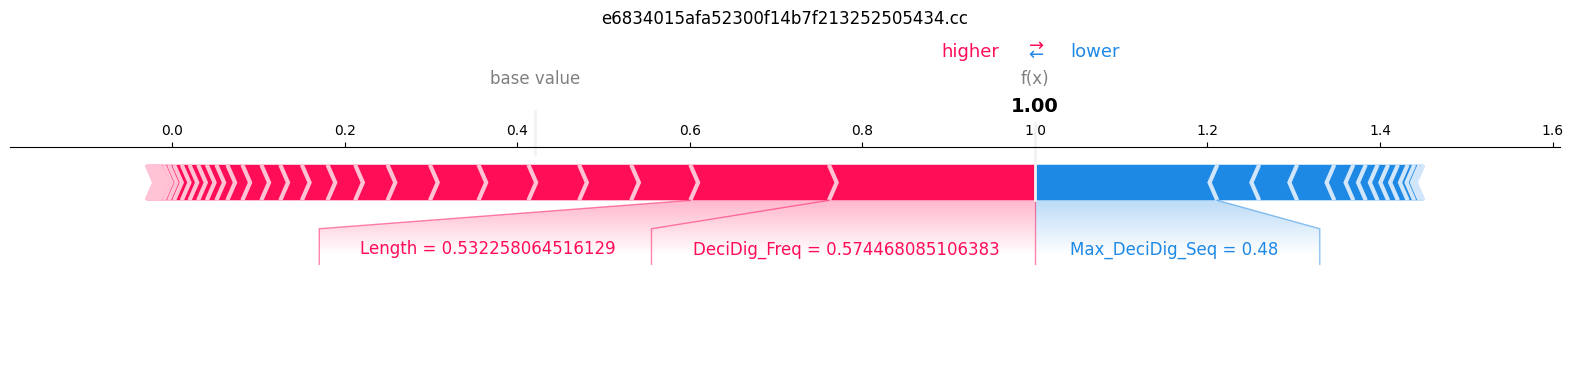 e6834015afa52300f14b7f213252505434.cc
higher ⇄ lower
base value f(x)
1.00
0.0 0.2 0.4 0.6 0.8 1.0 1.2 1.4 1.6
Length = 0.532258064516129 DeciDig_Freq = 0.574468085106383 Max_DeciDig_Seq = 0.48